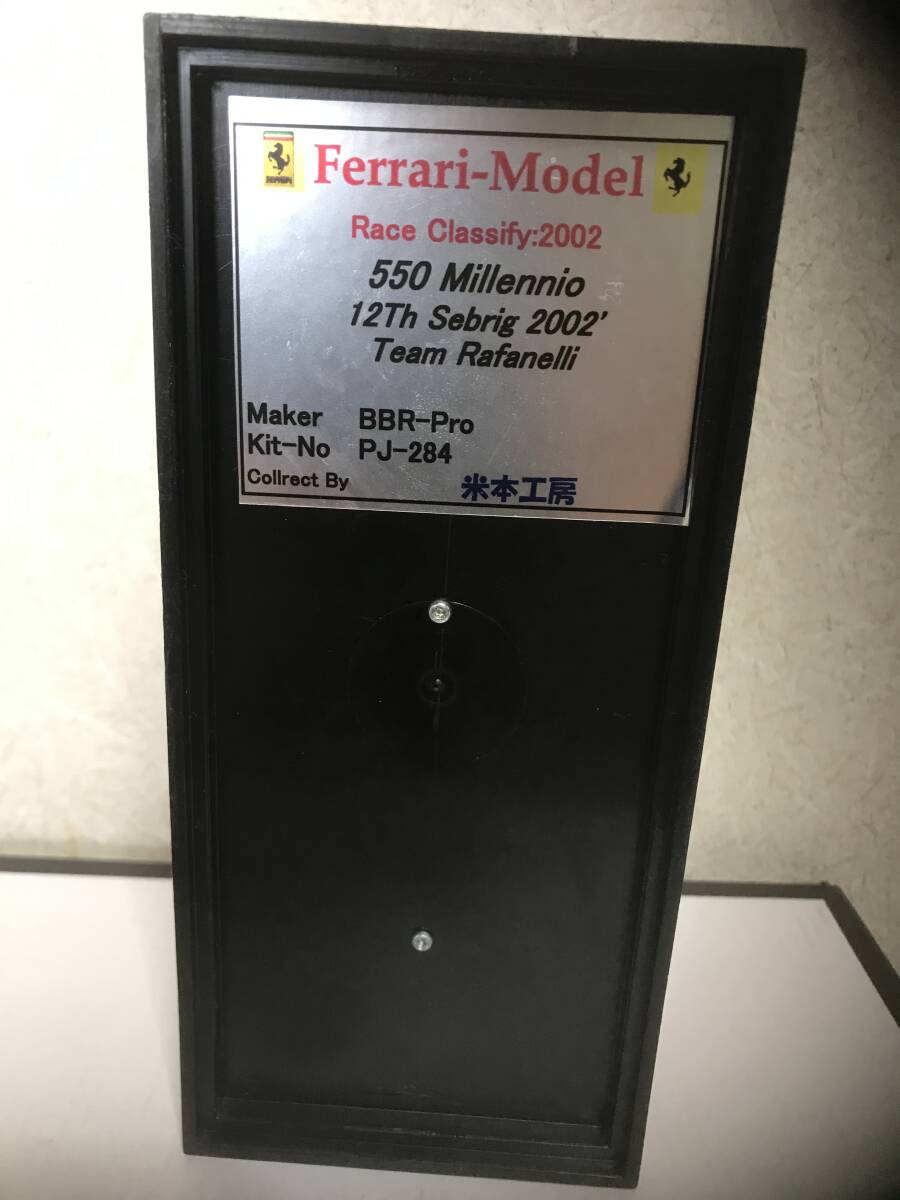 Ferrari-Model
Race Classify:2002
550 Millennio
12Th Sebrig 2002'
Team Rafanelli
Maker BBR-Pro
Kit-No PJ-284
Collrect By 米本工房